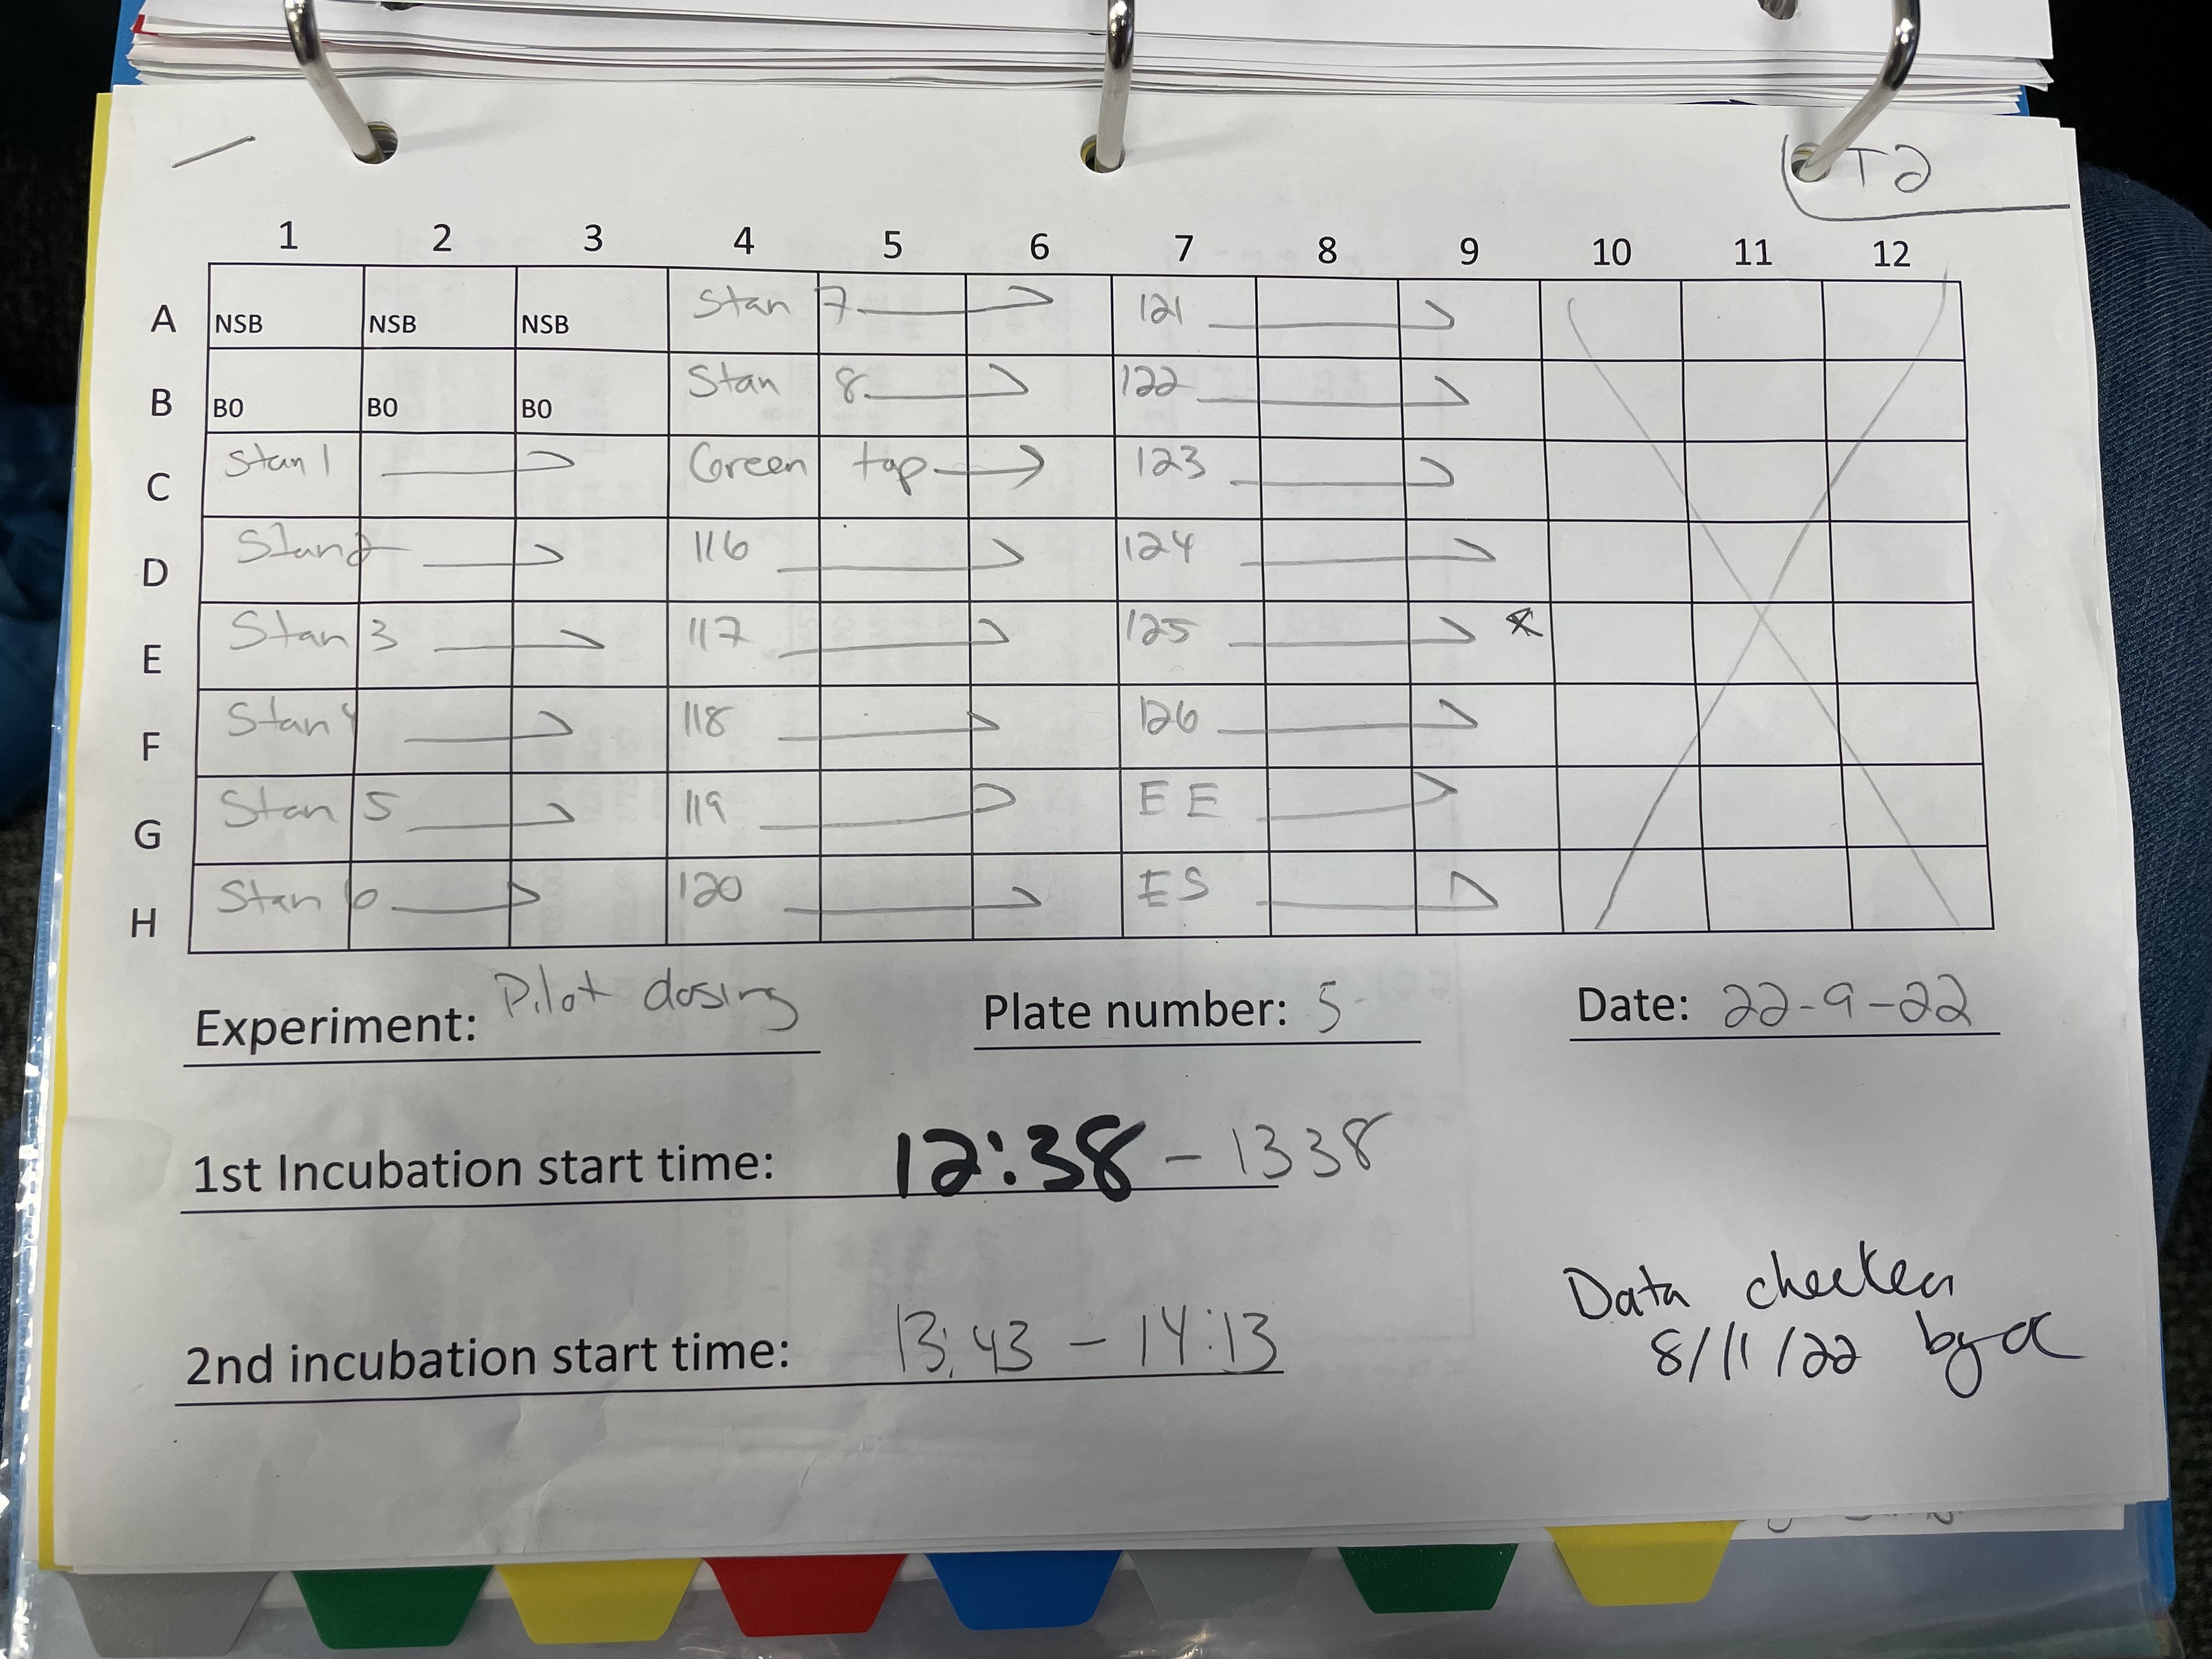 T2
1 2 3 4 5 6 7 8 9 10 11 12
A NSB NSB NSB Stan 7 121
B B0 B0 B0 Stan 8 122
C Stan 1 Green top 123
D Stan 2 116 124
E Stan 3 117 125 *
F Stan 4 118 126
G Stan 5 119 EE
H Stan 6 120 ES
Experiment: Pilot dosing Plate number: 5 Date: 22-9-22
1st Incubation start time: 12:38 - 1338
2nd incubation start time: 13:43 - 14:13
Data checked
8/11/22 by